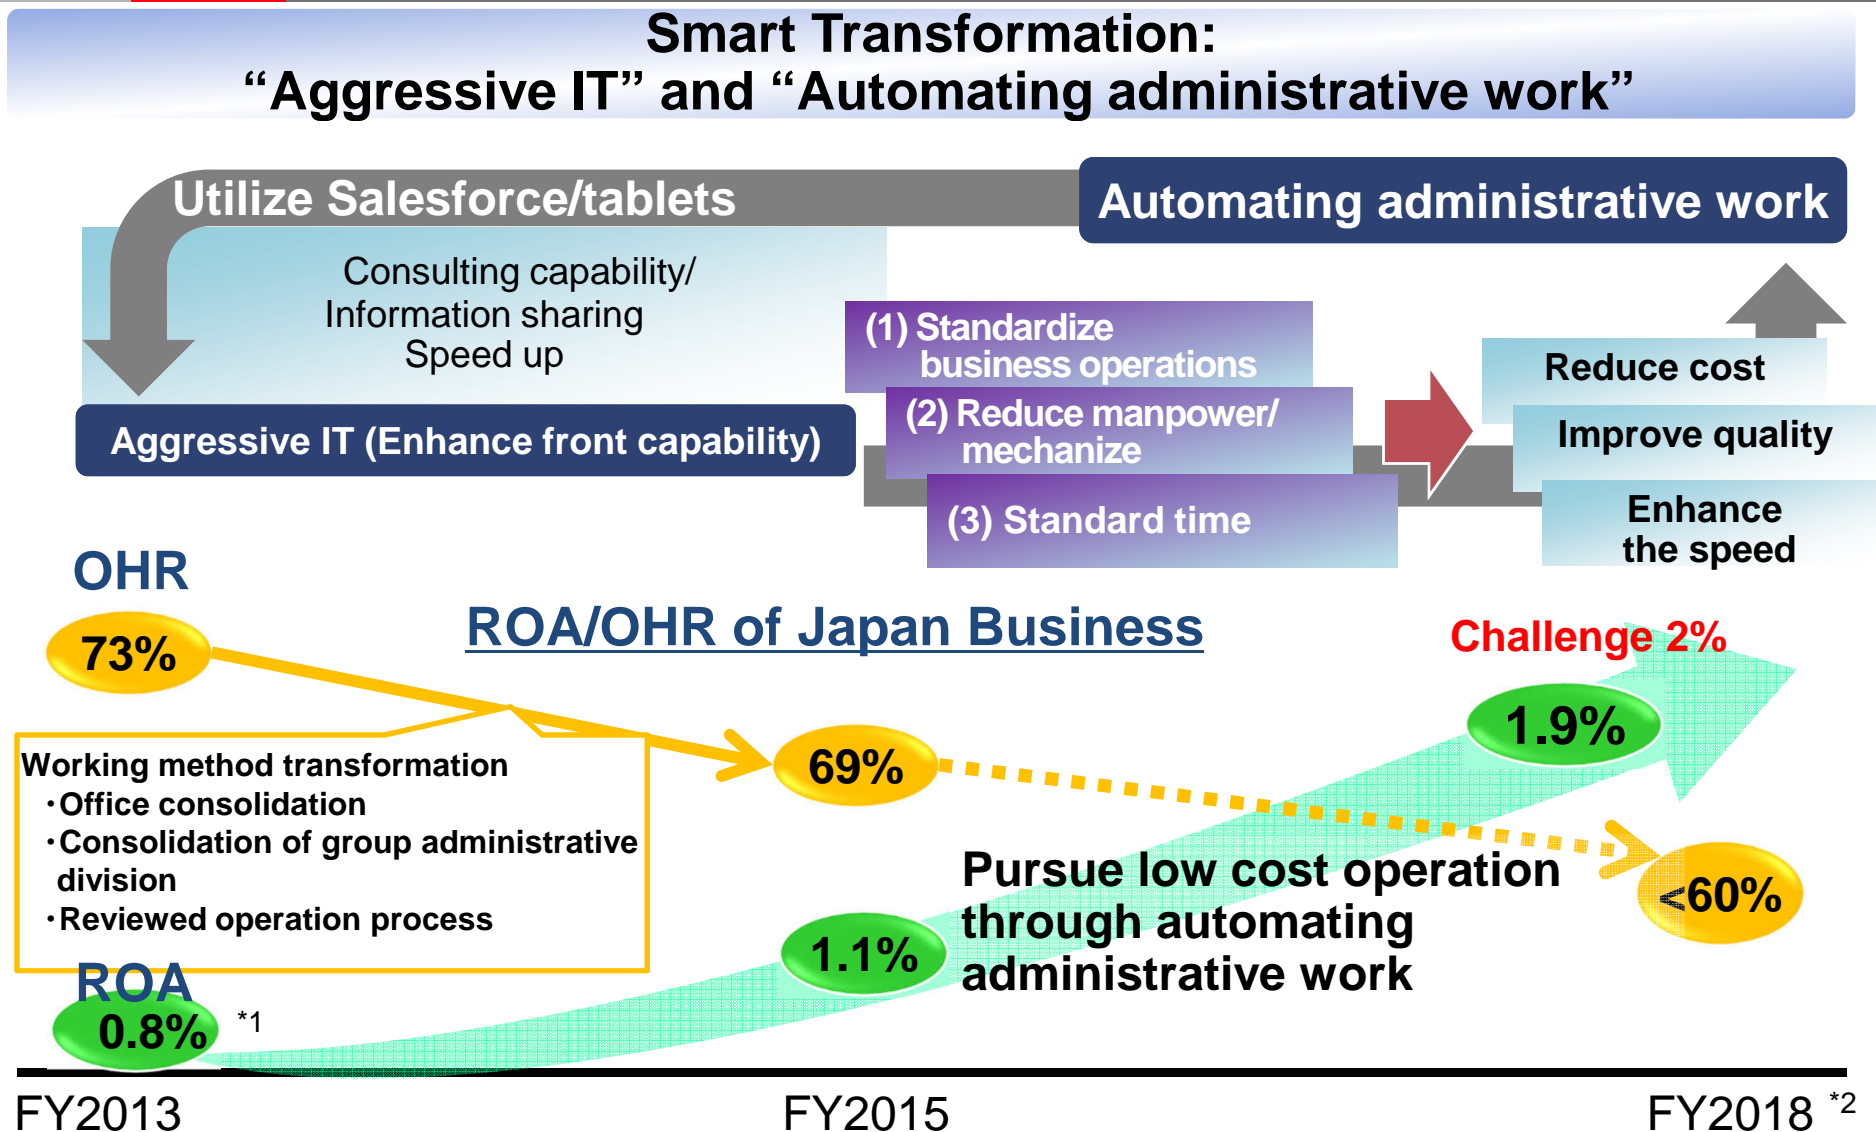 Smart Transformation:
“Aggressive IT” and “Automating administrative work”
Utilize Salesforce/tablets
Automating administrative work
Consulting capability/
Information sharing
Speed up
Aggressive IT (Enhance front capability)
(1) Standardize
business operations
(2) Reduce manpower/
mechanize
(3) Standard time
Reduce cost
Improve quality
Enhance
the speed
OHR
73%
ROA/OHR of Japan Business
Challenge 2%
1.9%
69%
Working method transformation
・Office consolidation
・Consolidation of group administrative
division
・Reviewed operation process
Pursue low cost operation
through automating
administrative work
<60%
1.1%
ROA
0.8% *1
FY2013
FY2015
FY2018 *2